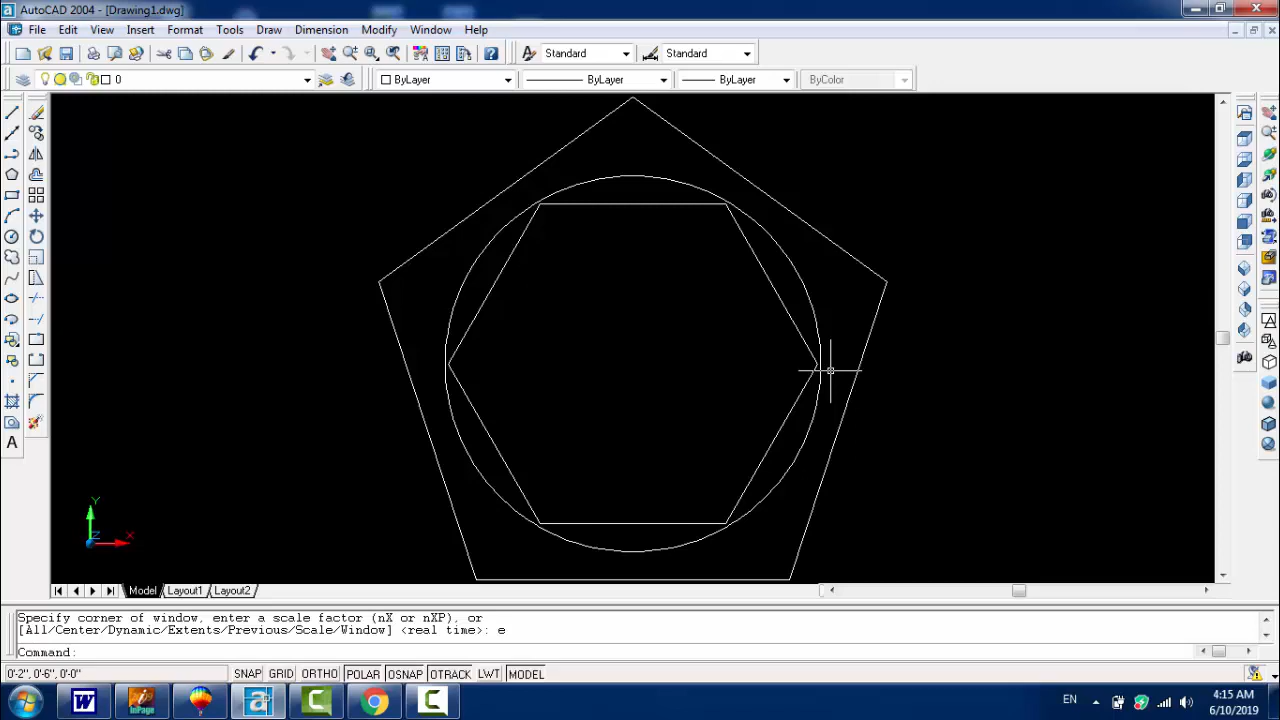 AutoCAD 2004 - [Drawing1.dwg]
File Edit View Insert Format Tools Draw Dimension Modify Window Help
Standard Standard
0 ByLayer ByLayer ByLayer ByColor
A
Y
Z X
Model Layout1 Layout2
Specify corner of window, enter a scale factor (nX or nXP), or
[All/Center/Dynamic/Extents/Previous/Scale/Window] <real time>: e
Command:
0'-2", 0'-6", 0'-0" SNAP GRID ORTHO POLAR OSNAP OTRACK LWT MODEL
W InPage a C C EN 4:15 AM
6/10/2019